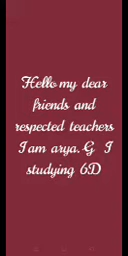 Hello my dear
friends and
respected teachers
I am arya. G I
studying 6D